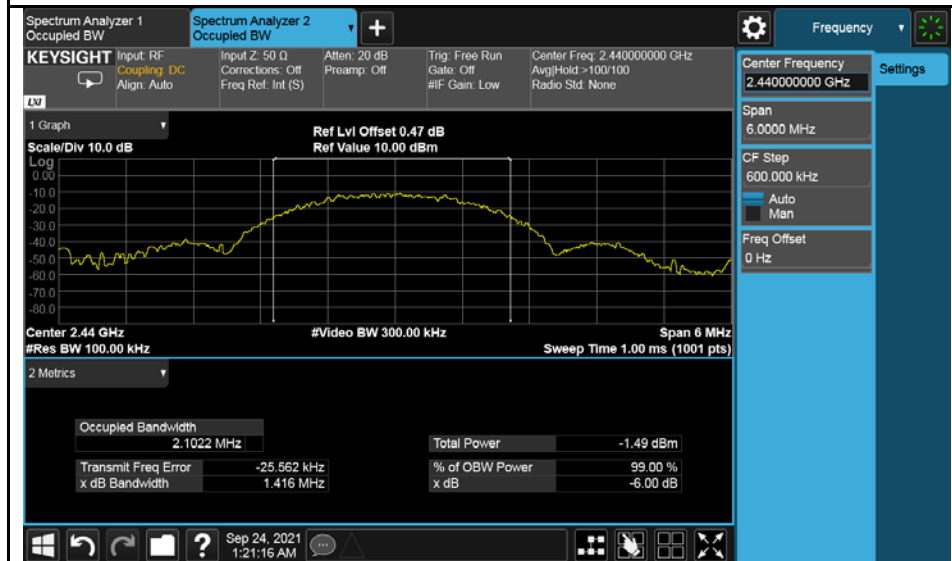 Spectrum Analyzer 1
Occupied BW
Spectrum Analyzer 2
Occupied BW
+
Frequency
KEYSIGHT
Input: RF
Coupling: DC
Align: Auto
Input Z: 50 Ω
Corrections: Off
Freq Ref: Int (S)
Atten: 20 dB
Preamp: Off
Trig: Free Run
Gate: Off
#IF Gain: Low
Center Freq: 2.440000000 GHz
Avg|Hold:>100/100
Radio Std: None
LXI
Center Frequency
2.440000000 GHz
Settings
Span
6.0000 MHz
CF Step
600.000 kHz
Auto
Man
Freq Offset
0 Hz
1 Graph
Scale/Div 10.0 dB
Ref Lvl Offset 0.47 dB
Ref Value 10.00 dBm
Log
0.00
-10.0
-20.0
-30.0
-40.0
-50.0
-60.0
-70.0
-80.0
Center 2.44 GHz
#Video BW 300.00 kHz
Span 6 MHz
#Res BW 100.00 kHz
Sweep Time 1.00 ms (1001 pts)
2 Metrics
Occupied Bandwidth
2.1022 MHz
Total Power -1.49 dBm
Transmit Freq Error -25.562 kHz
% of OBW Power 99.00 %
x dB Bandwidth 1.416 MHz
x dB -6.00 dB
?
Sep 24, 2021
1:21:16 AM